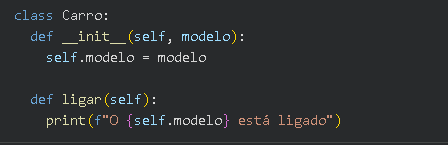 class Carro:
  def __init__(self, modelo):
    self.modelo = modelo

  def ligar(self):
    print(f"O {self.modelo} está ligado")